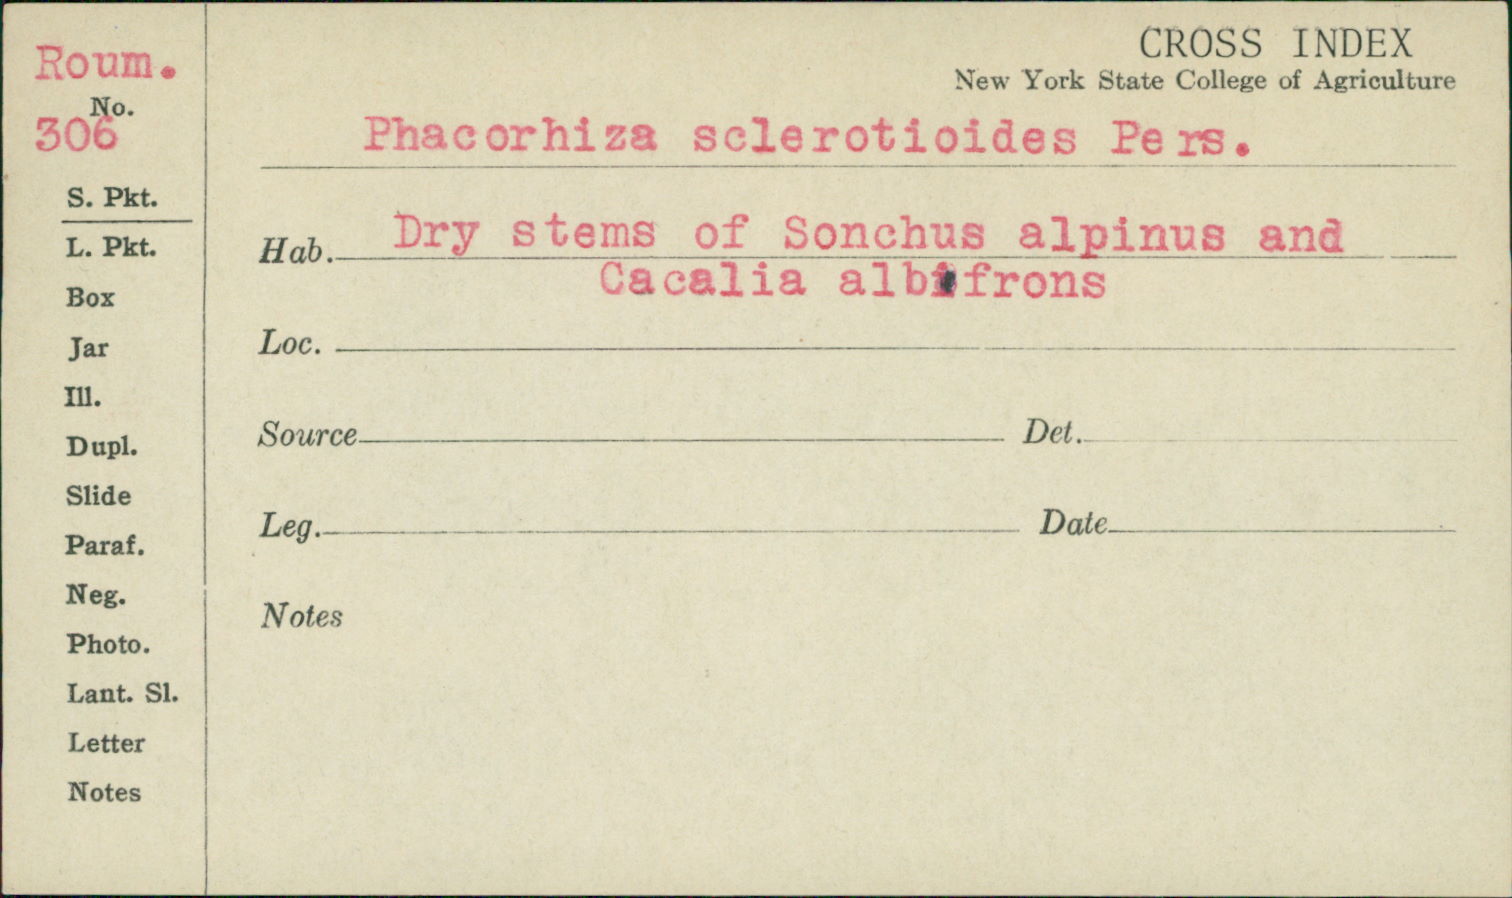 Roum.
No.
306
S. Pkt.
L. Pkt.
Box
Jar
Ill.
Dupl.
Slide
Paraf.
Neg.
Photo.
Lant. Sl.
Letter
Notes
CROSS INDEX
New York State College of Agriculture
Phacorhiza sclerotioides Pers.
Hab. Dry stems of Sonchus alpinus and
Cacalia albifrons
Loc.
Source Det.
Leg. Date
Notes